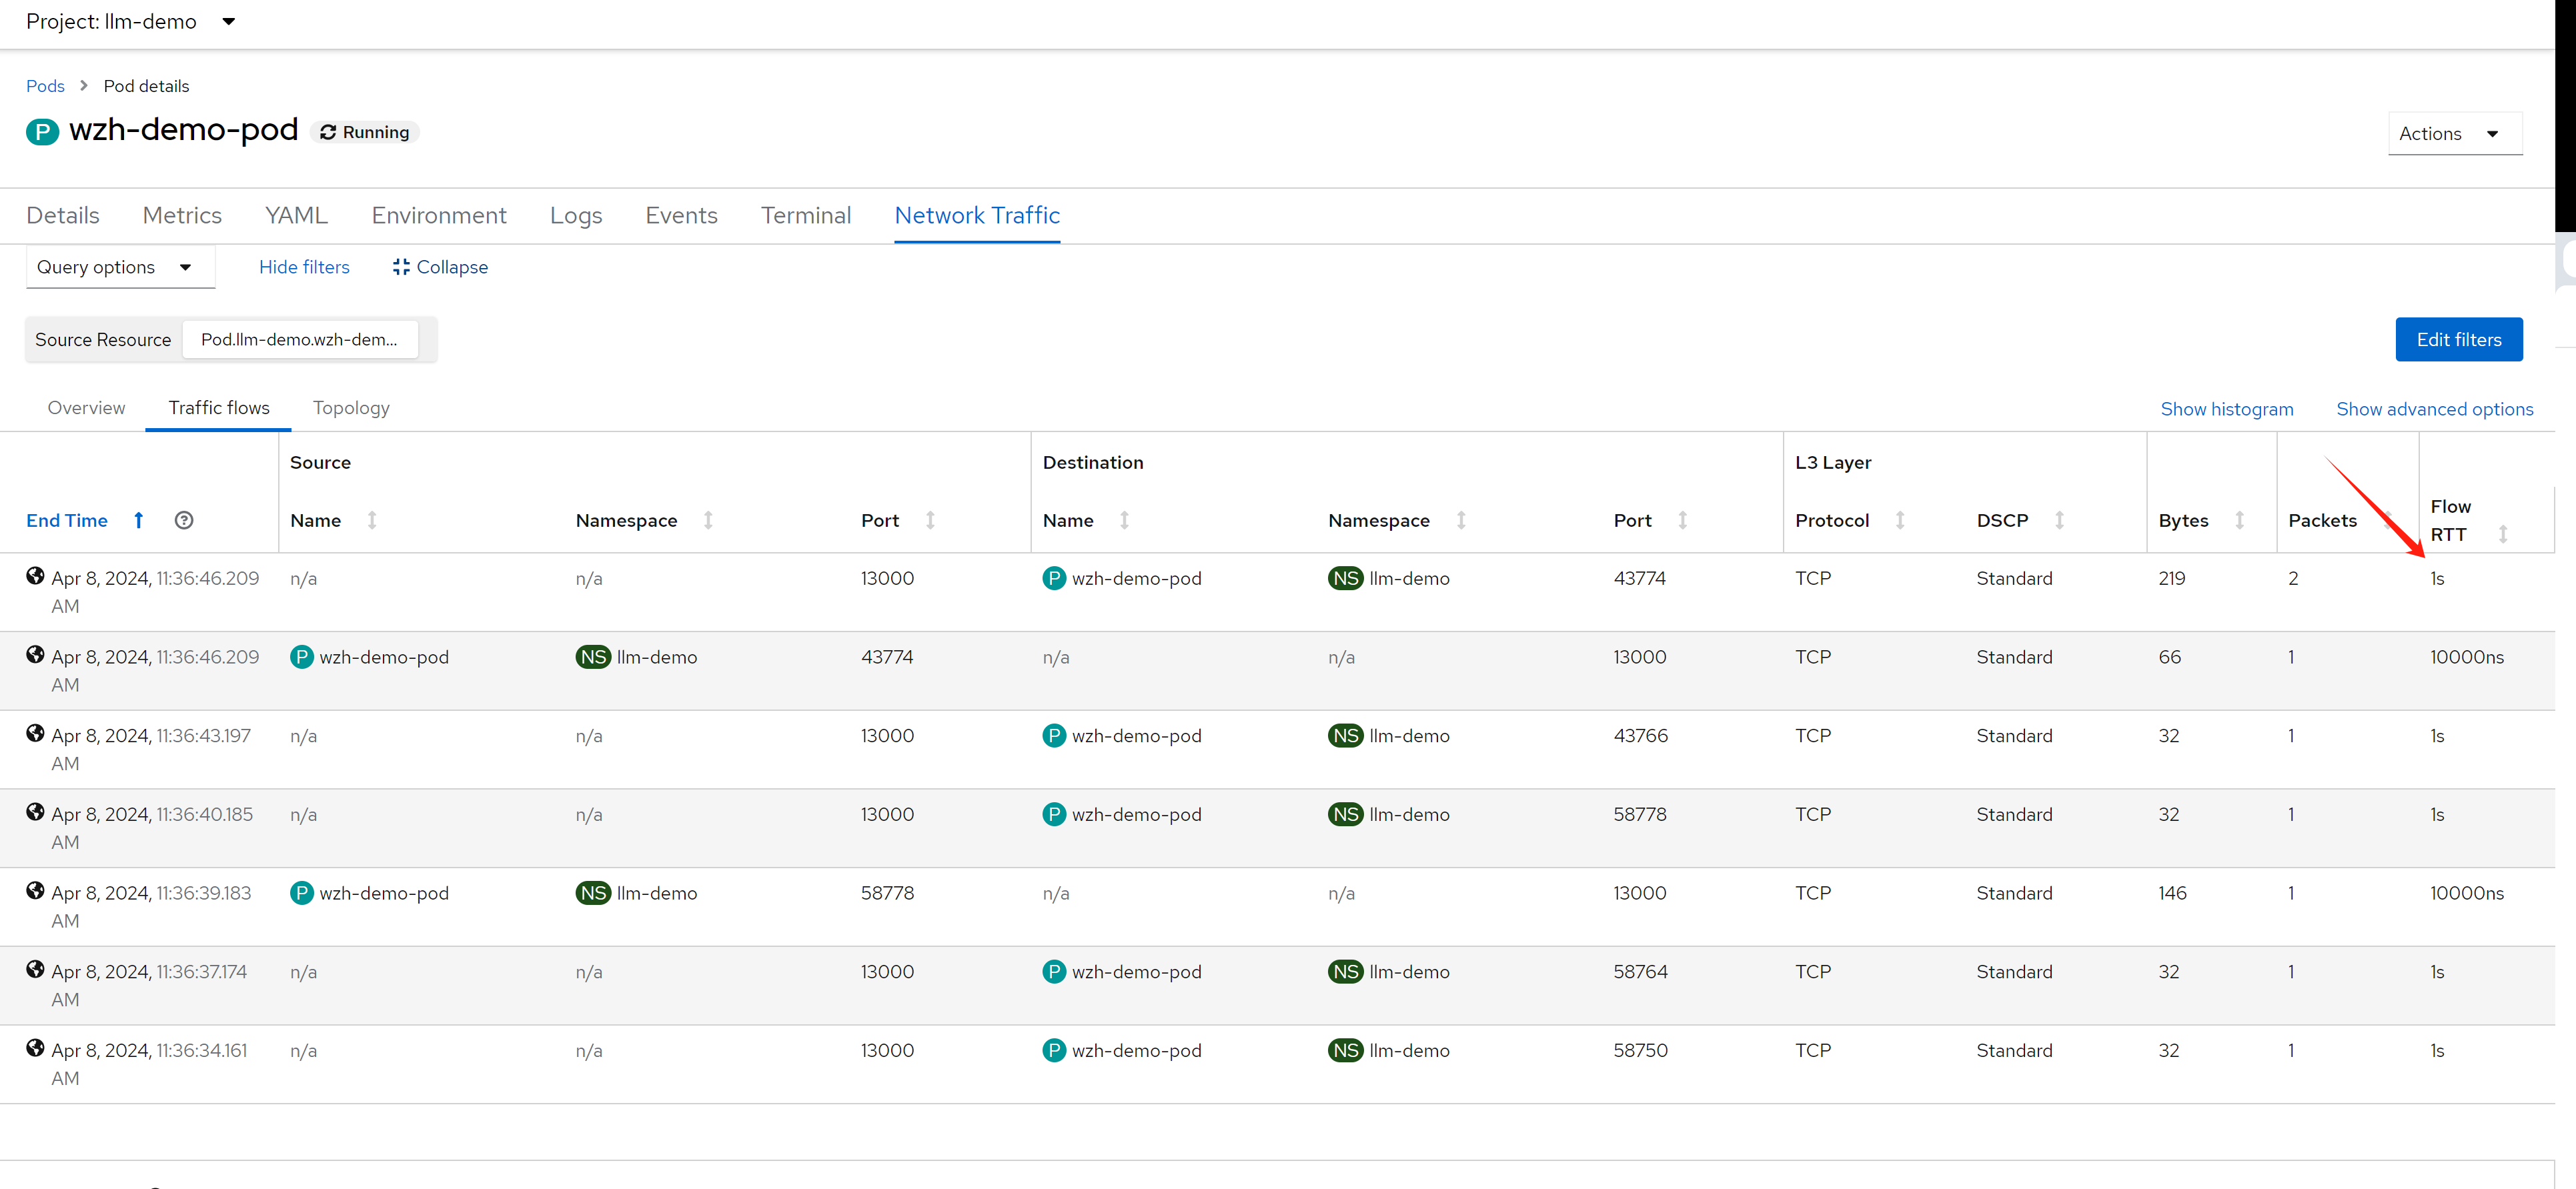 Project: llm-demo
Pods > Pod details
P wzh-demo-pod Running
Actions
Details Metrics YAML Environment Logs Events Terminal Network Traffic
Query options Hide filters Collapse
Source Resource Pod.llm-demo.wzh-dem... Edit filters
Overview Traffic flows Topology Show histogram Show advanced options
Source Destination L3 Layer
End Time Name Namespace Port Name Namespace Port Protocol DSCP Bytes Packets Flow RTT
Apr 8, 2024, 11:36:46.209 AM n/a n/a 13000 P wzh-demo-pod NS llm-demo 43774 TCP Standard 219 2 1s
Apr 8, 2024, 11:36:46.209 AM P wzh-demo-pod NS llm-demo 43774 n/a n/a 13000 TCP Standard 66 1 10000ns
Apr 8, 2024, 11:36:43.197 AM n/a n/a 13000 P wzh-demo-pod NS llm-demo 43766 TCP Standard 32 1 1s
Apr 8, 2024, 11:36:40.185 AM n/a n/a 13000 P wzh-demo-pod NS llm-demo 58778 TCP Standard 32 1 1s
Apr 8, 2024, 11:36:39.183 AM P wzh-demo-pod NS llm-demo 58778 n/a n/a 13000 TCP Standard 146 1 10000ns
Apr 8, 2024, 11:36:37.174 AM n/a n/a 13000 P wzh-demo-pod NS llm-demo 58764 TCP Standard 32 1 1s
Apr 8, 2024, 11:36:34.161 AM n/a n/a 13000 P wzh-demo-pod NS llm-demo 58750 TCP Standard 32 1 1s